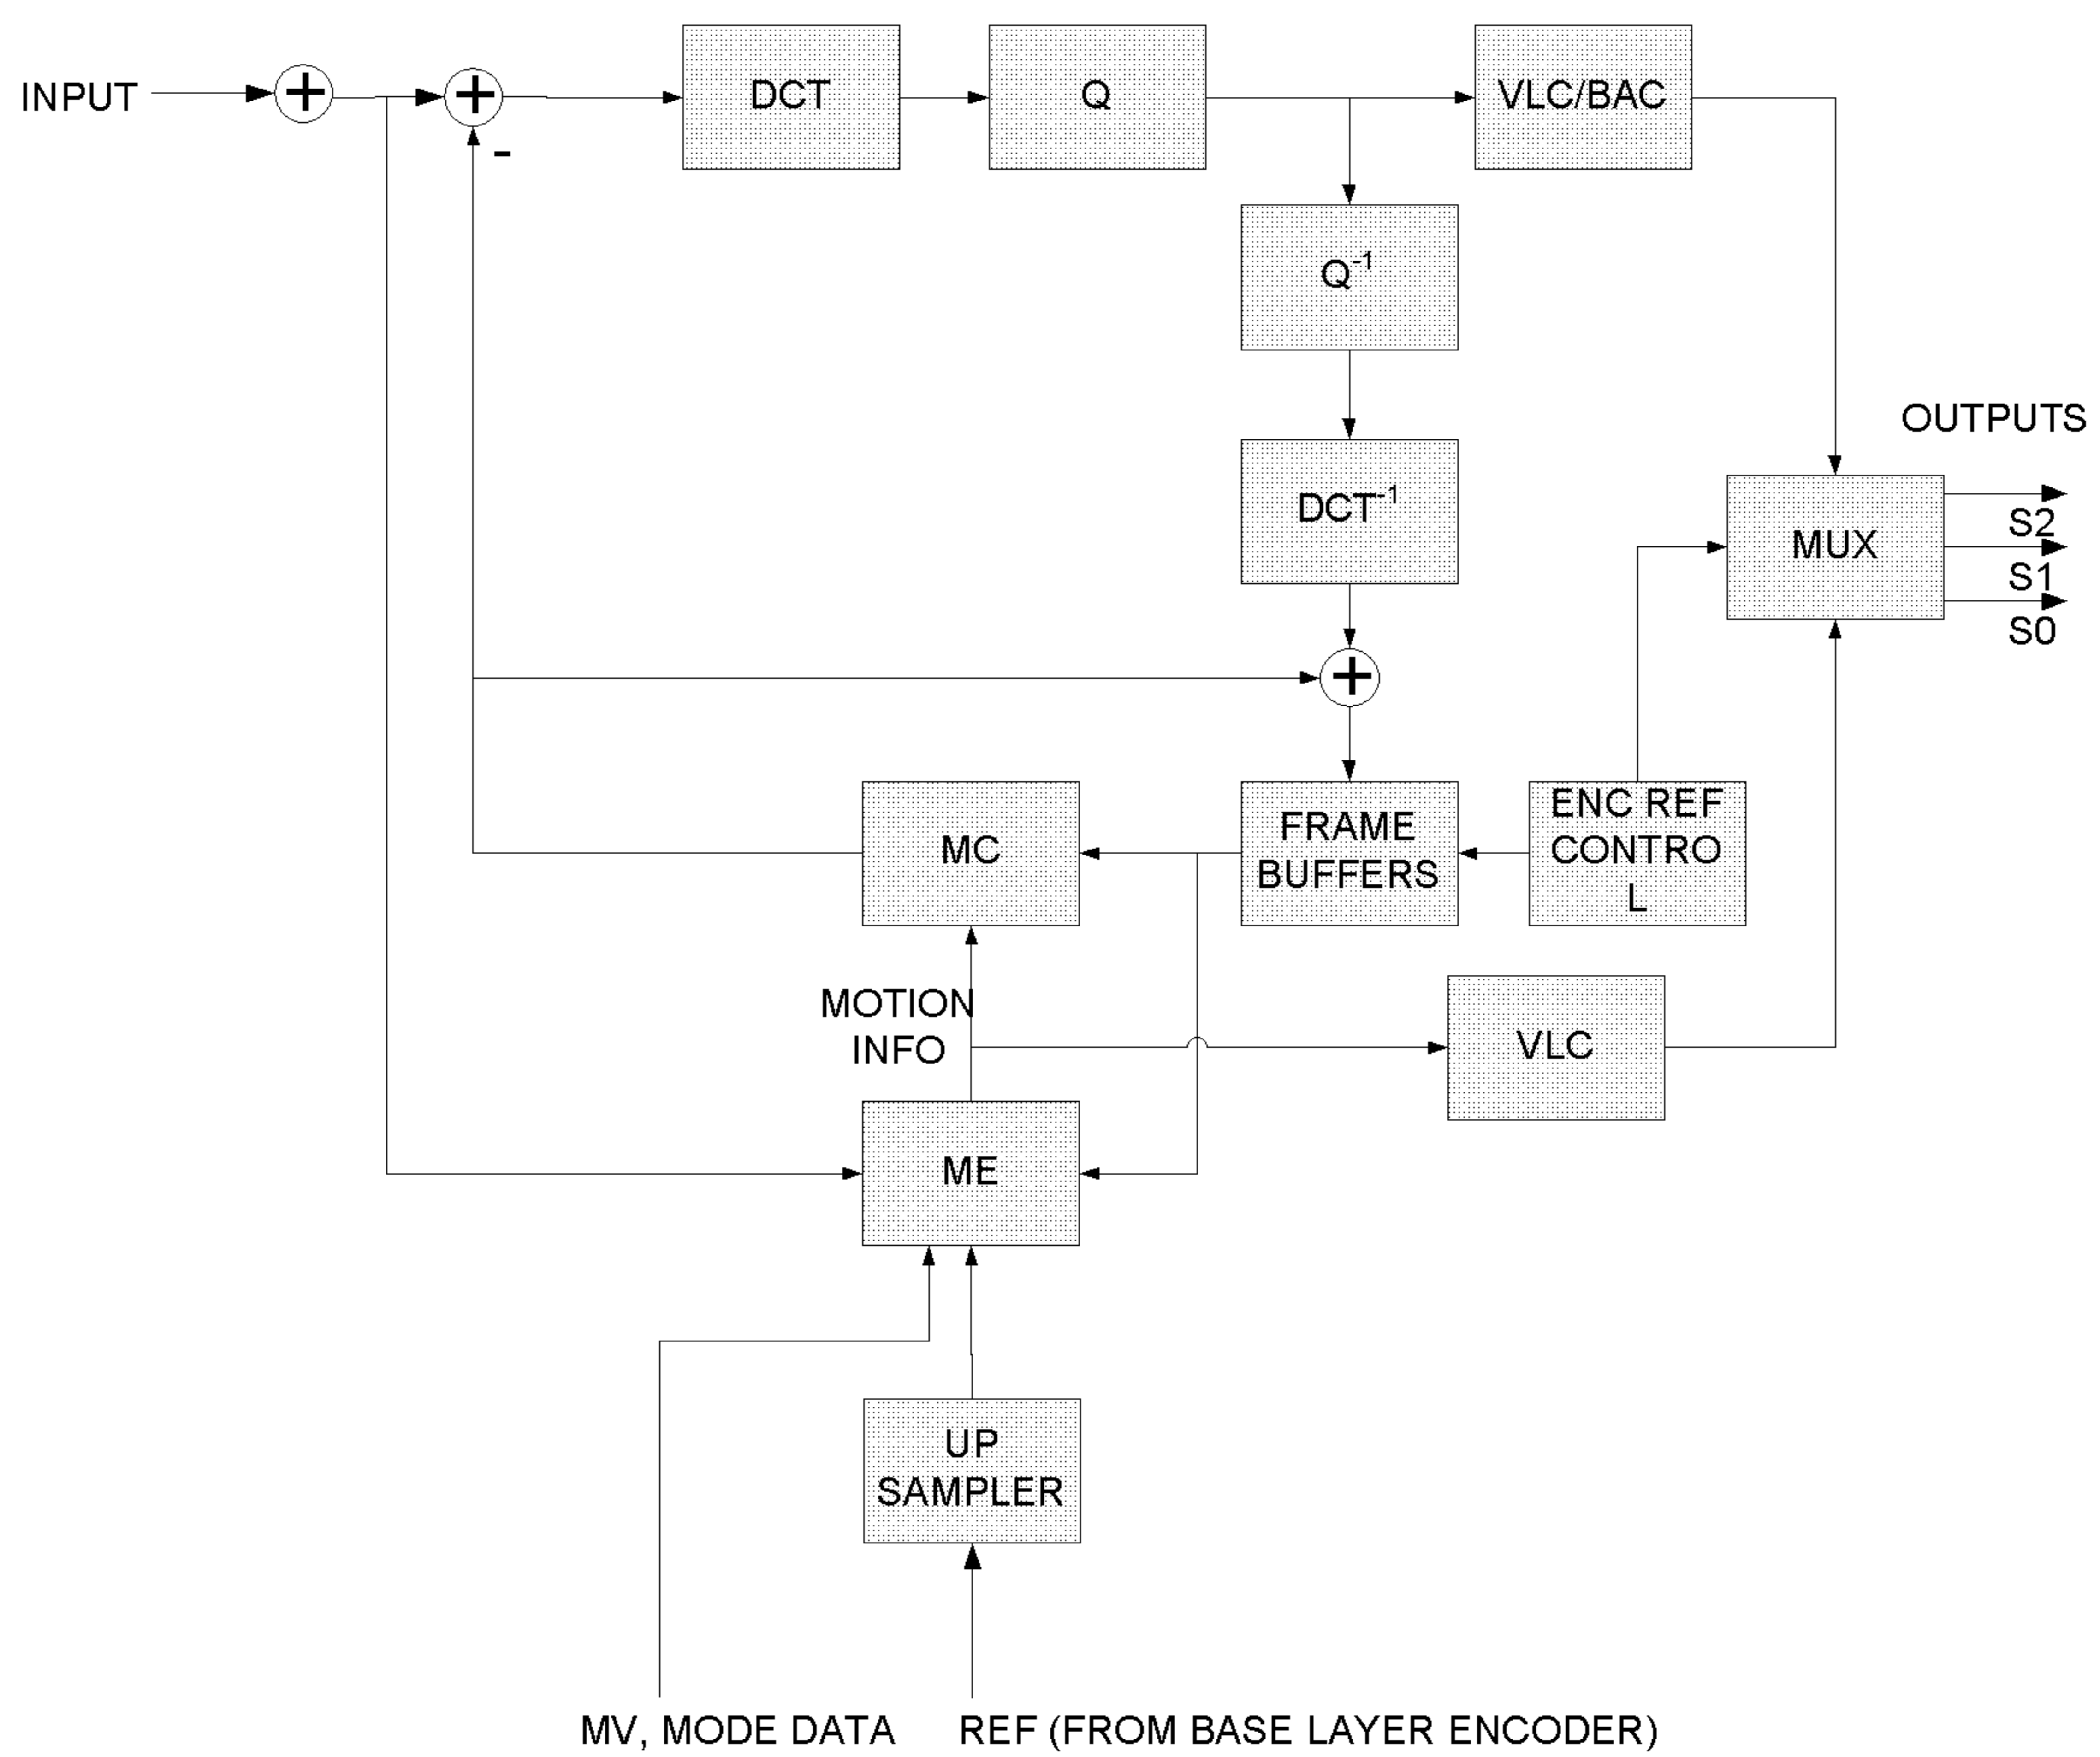 INPUT
+
+
-
DCT
Q
VLC/BAC
Q-1
DCT-1
OUTPUTS
MUX
S2
S1
S0
+
MC
FRAME
BUFFERS
ENC REF
CONTRO
L
MOTION
INFO
VLC
ME
UP
SAMPLER
MV, MODE DATA
REF (FROM BASE LAYER ENCODER)